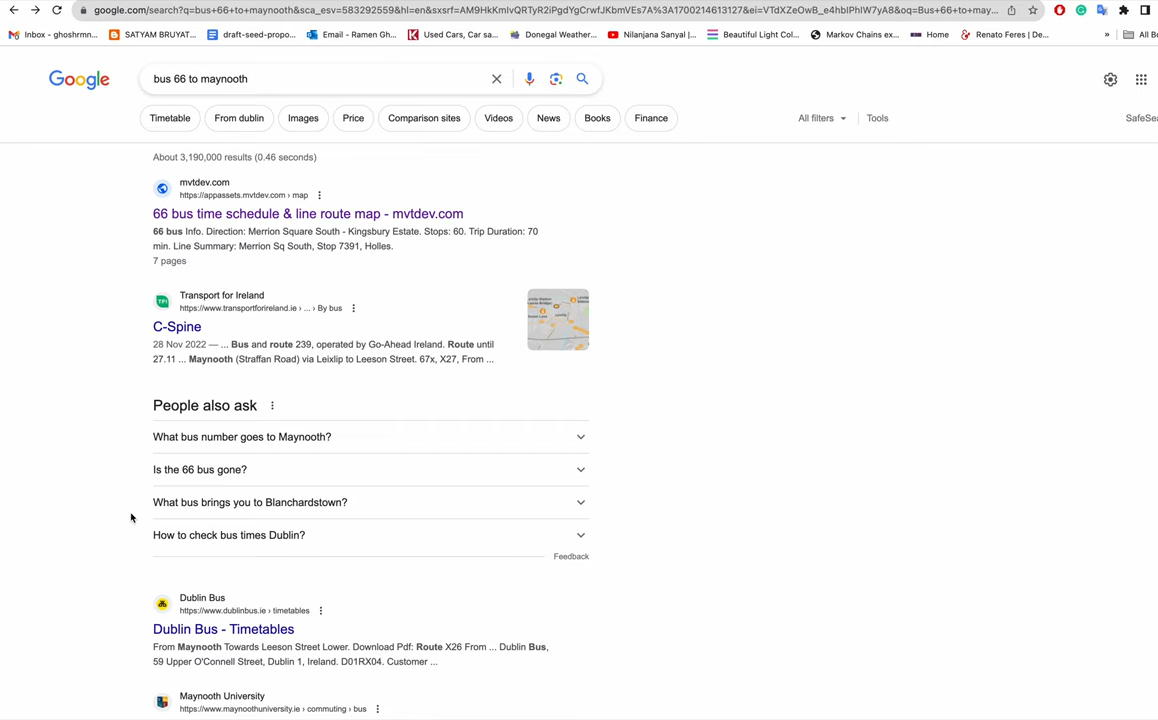 google.com/search?q=bus+66+to+maynooth&sca_esv=583292559&hl=en&sxsrf=AM9HkKmIvQRTyR2iPgdYgCrwfJKbmVEs7A%3A1700214613127&ei=VTdXZeOwB_e4hbIPhIW7yA8&oq=Bus+66+to+may...
Inbox - ghoshrmn...
SATYAM BRUYAT...
draft-seed-propo...
Email - Ramen Gh...
Used Cars, Car sa...
Donegal Weather...
Nilanjana Sanyal |...
Beautiful Light Col...
Markov Chains ex...
Home
Renato Feres | De...
»
All Bo
Google
bus 66 to maynooth
Timetable
From dublin
Images
Price
Comparison sites
Videos
News
Books
Finance
All filters
Tools
SafeSea
About 3,190,000 results (0.46 seconds)
mvtdev.com
https://appassets.mvtdev.com › map
66 bus time schedule & line route map - mvtdev.com
66 bus Info. Direction: Merrion Square South - Kingsbury Estate. Stops: 60. Trip Duration: 70
min. Line Summary: Merrion Sq South, Stop 7391, Holles.
7 pages
TFI
Transport for Ireland
https://www.transportforireland.ie › ... › By bus
C-Spine
28 Nov 2022 — ... Bus and route 239, operated by Go-Ahead Ireland. Route until
27.11 ... Maynooth (Straffan Road) via Leixlip to Leeson Street. 67x, X27, From ...
People also ask
What bus number goes to Maynooth?
Is the 66 bus gone?
What bus brings you to Blanchardstown?
How to check bus times Dublin?
Feedback
Dublin Bus
https://www.dublinbus.ie › timetables
Dublin Bus - Timetables
From Maynooth Towards Leeson Street Lower. Download Pdf: Route X26 From ... Dublin Bus,
59 Upper O'Connell Street, Dublin 1, Ireland. D01RX04. Customer ...
Maynooth University
https://www.maynoothuniversity.ie › commuting › bus